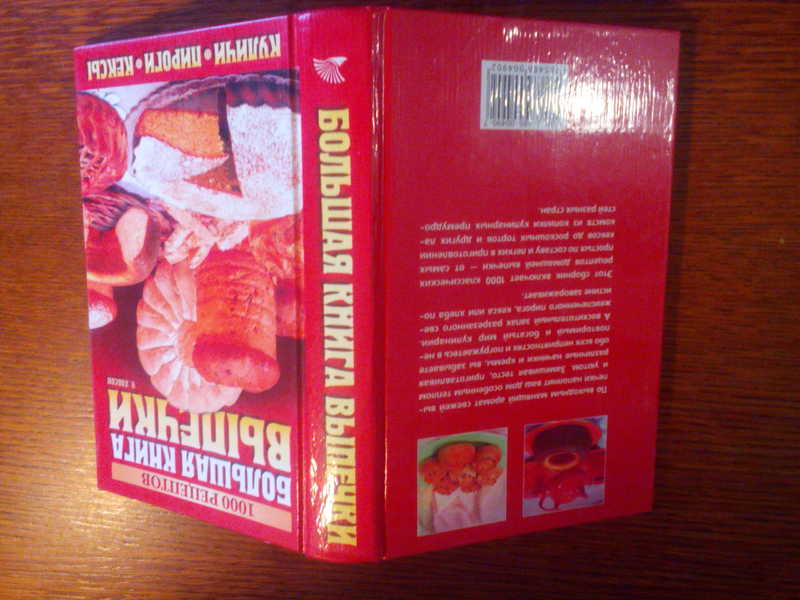 1000 РЕЦЕПТОВ
БОЛЬШАЯ КНИГА
ВЫПЕЧКИ
КУЛИЧИ • ПИРОГИ • КЕКСЫ
БОЛЬШАЯ КНИГА ВЫПЕЧКИ
По выходным манящий аромат свежей вы-
печки наполнит ваш дом особенным теплом
и уютом. Замешивая тесто, приготавливая
различные начинки и кремы, вы забываете
обо всех неприятностях и погружаетесь в не-
повторимый и богатый мир кулинарии.
А восхитительный запах разрезанного све-
жеиспеченного пирога, кекса или хлеба по-
истине завораживает.
Этот сборник включает 1000 классических
рецептов домашней выпечки — от самых
простых по составу и легких в приготовлении
кексов до роскошных тортов и других ла-
комств из копилки кулинарных премудро-
стей разных стран.